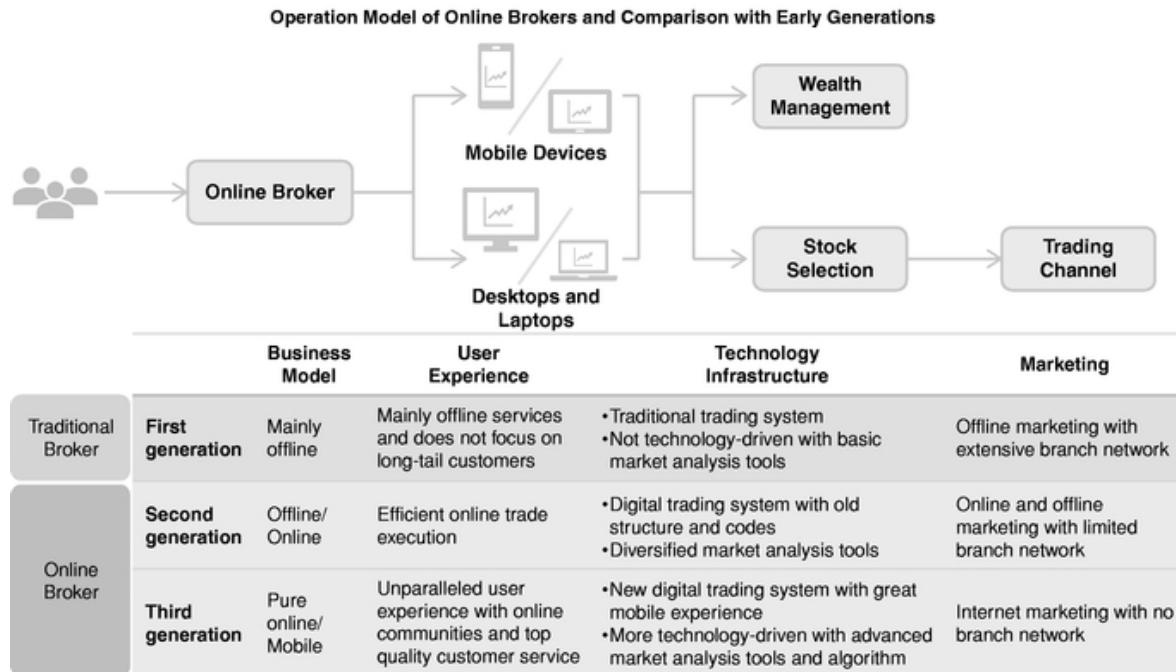 Operation Model of Online Brokers and Comparison with Early Generations
Wealth
Management
Mobile Devices
Online Broker
Stock
Selection
Trading
Channel
Desktops and
Laptops
Business
Model
User
Experience
Technology
Infrastructure
Marketing
Traditional
Broker
First
generation
Mainly
offline
Mainly offline services
and does not focus on
long-tail customers
•Traditional trading system
•Not technology-driven with basic
market analysis tools
Offline marketing with
extensive branch network
Online
Broker
Second
generation
Offline/
Online
Efficient online trade
execution
•Digital trading system with old
structure and codes
•Diversified market analysis tools
Online and offline
marketing with limited
branch network
Third
generation
Pure
online/
Mobile
Unparalleled user
experience with online
communities and top
quality customer service
•New digital trading system with great
mobile experience
•More technology-driven with advanced
market analysis tools and algorithm
Internet marketing with no
branch network